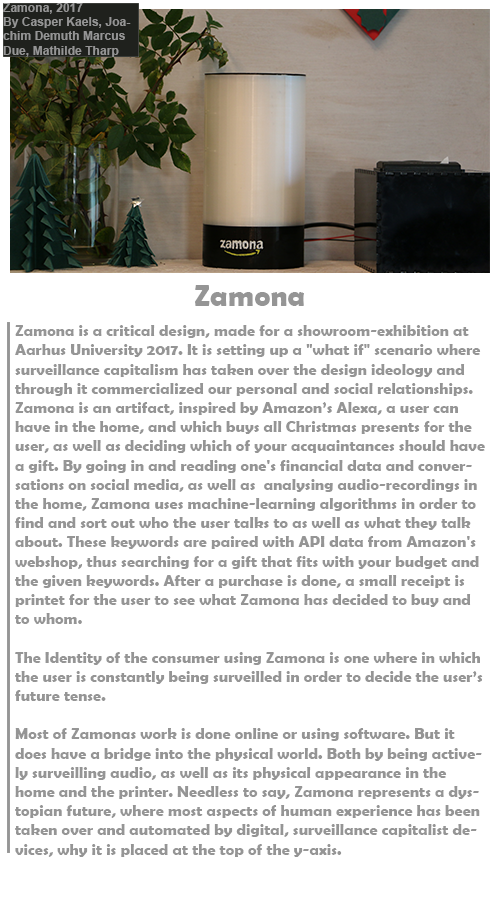 Zamona, 2017
By Casper Kaels, Joa-
chim Demuth Marcus
Due, Mathilde Tharp
zamona
Zamona
Zamona is a critical design, made for a showroom-exhibition at
Aarhus University 2017. It is setting up a "what if" scenario where
surveillance capitalism has taken over the design ideology and
through it commercialized our personal and social relationships.
Zamona is an artifact, inspired by Amazon’s Alexa, a user can
have in the home, and which buys all Christmas presents for the
user, as well as deciding which of your acquaintances should have
a gift. By going in and reading one's financial data and conver-
sations on social media, as well as  analysing audio-recordings in
the home, Zamona uses machine-learning algorithms in order to
find and sort out who the user talks to as well as what they talk
about. These keywords are paired with API data from Amazon's
webshop, thus searching for a gift that fits with your budget and
the given keywords. After a purchase is done, a small receipt is
printet for the user to see what Zamona has decided to buy and
to whom.
The Identity of the consumer using Zamona is one where in which
the user is constantly being surveilled in order to decide the user’s
future tense.
Most of Zamonas work is done online or using software. But it
does have a bridge into the physical world. Both by being active-
ly surveilling audio, as well as its physical appearance in the
home and the printer. Needless to say, Zamona represents a dys-
topian future, where most aspects of human experience has been
taken over and automated by digital, surveillance capitalist de-
vices, why it is placed at the top of the y-axis.